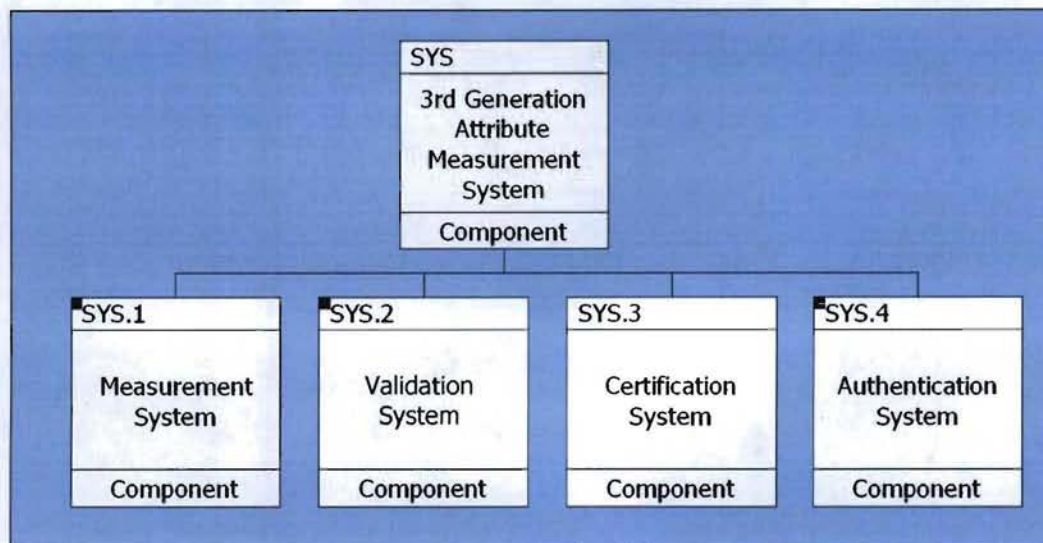 SYS
3rd Generation
Attribute
Measurement
System
Component
SYS.1
Measurement
System
Component
SYS.2
Validation
System
Component
SYS.3
Certification
System
Component
SYS.4
Authentication
System
Component